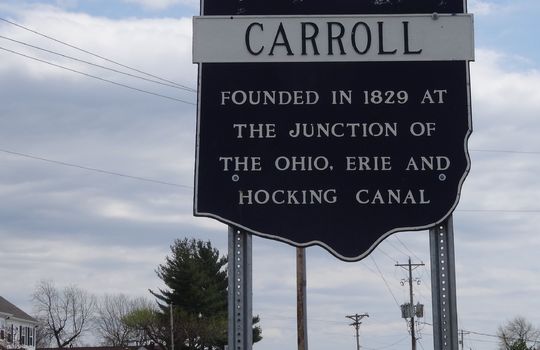 CARROLL
FOUNDED IN 1829 AT
THE JUNCTION OF
THE OHIO, ERIE AND
HOCKING CANAL